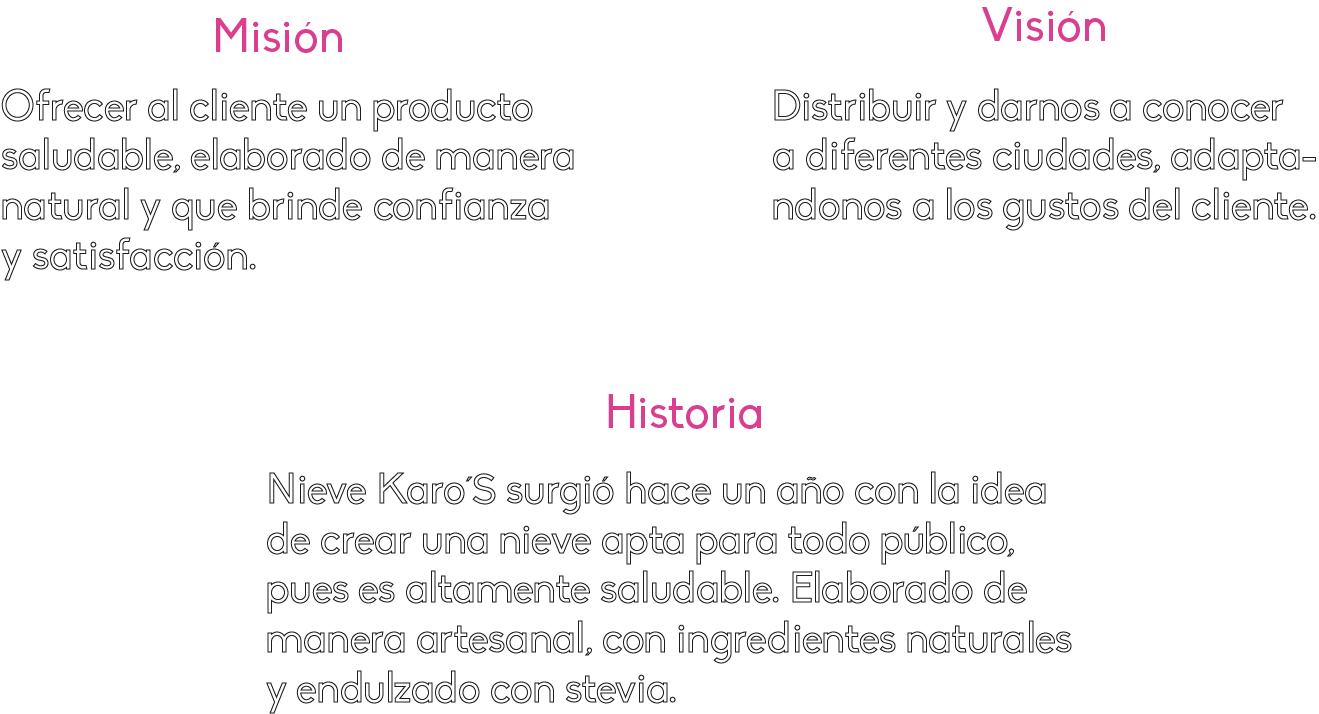 Misión
Ofrecer al cliente un producto
saludable, elaborado de manera
natural y que brinde confianza
y satisfacción.
Visión
Distribuir y darnos a conocer
a diferentes ciudades, adapta-
ndonos a los gustos del cliente.
Historia
Nieve Karo´S surgió hace un año con la idea
de crear una nieve apta para todo público,
pues es altamente saludable. Elaborado de
manera artesanal, con ingredientes naturales
y endulzado con stevia.